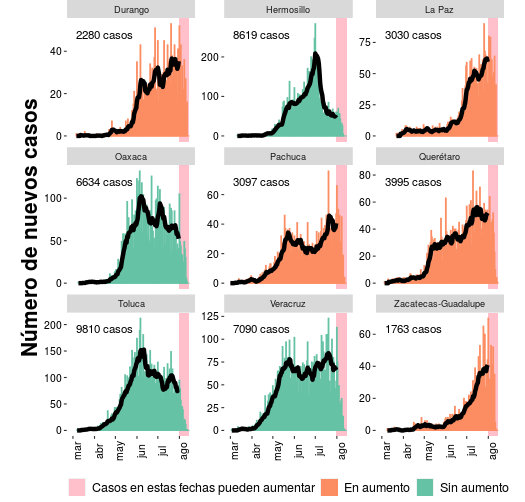 Número de nuevos casos
Durango
Hermosillo
La Paz
2280 casos
8619 casos
3030 casos
40
20
0
200
100
0
75
50
25
0
Oaxaca
Pachuca
Querétaro
6634 casos
3097 casos
3995 casos
100
50
0
60
40
20
0
80
60
40
20
0
Toluca
Veracruz
Zacatecas-Guadalupe
9810 casos
7090 casos
1763 casos
200
150
100
50
0
125
100
75
50
25
0
60
40
20
0
mar abr may jun jul ago
mar abr may jun jul ago
mar abr may jun jul ago
Casos en estas fechas pueden aumentar En aumento Sin aumento